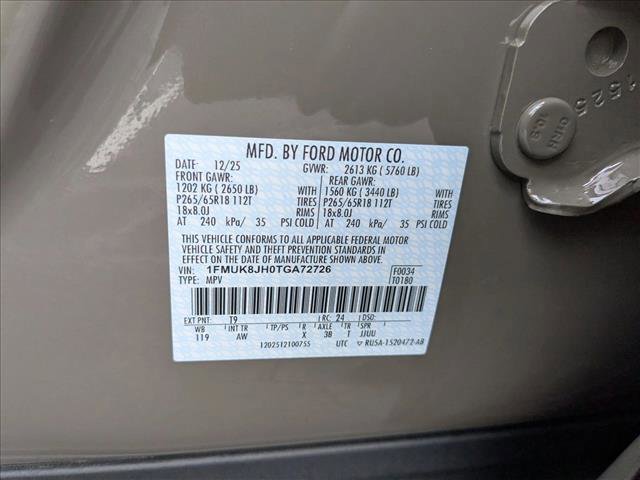 1525
CHRH 10.9
MFD. BY FORD MOTOR CO.
DATE: 12/25 GVWR: 2613 KG ( 5760 LB)
FRONT GAWR: REAR GAWR:
1202 KG ( 2650 LB) WITH 1560 KG ( 3440 LB) WITH
P265/65R18 112T TIRES P265/65R18 112T TIRES
18x8.0J RIMS 18x8.0J RIMS
AT 240 kPa/ 35 PSI COLD AT 240 kPa/ 35 PSI COLD
THIS VEHICLE CONFORMS TO ALL APPLICABLE FEDERAL MOTOR
VEHICLE SAFETY AND THEFT PREVENTION STANDARDS IN
EFFECT ON THE DATE OF MANUFACTURE SHOWN ABOVE.
VIN: 1FMUK8JH0TGA72726 F0034
TYPE: MPV T0180
EXT PNT: T9 RC: 24 DSO:
WB INT TR TP/PS R AXLE TR SPR
119 AW X 3B T JJUU
1202512100755 UTC RU5A-1520472-AB